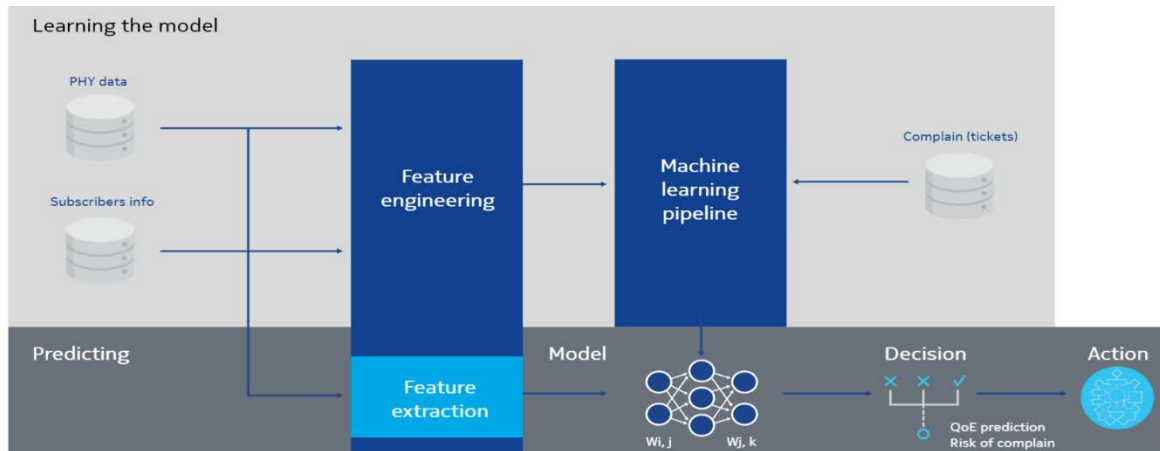 Learning the model
PHY data
Subscribers info
Feature
engineering
Machine
learning
pipeline
Complain (tickets)
Predicting
Feature
extraction
Model
Wi, j
Wj, k
Decision
QoE prediction
Risk of complain
Action